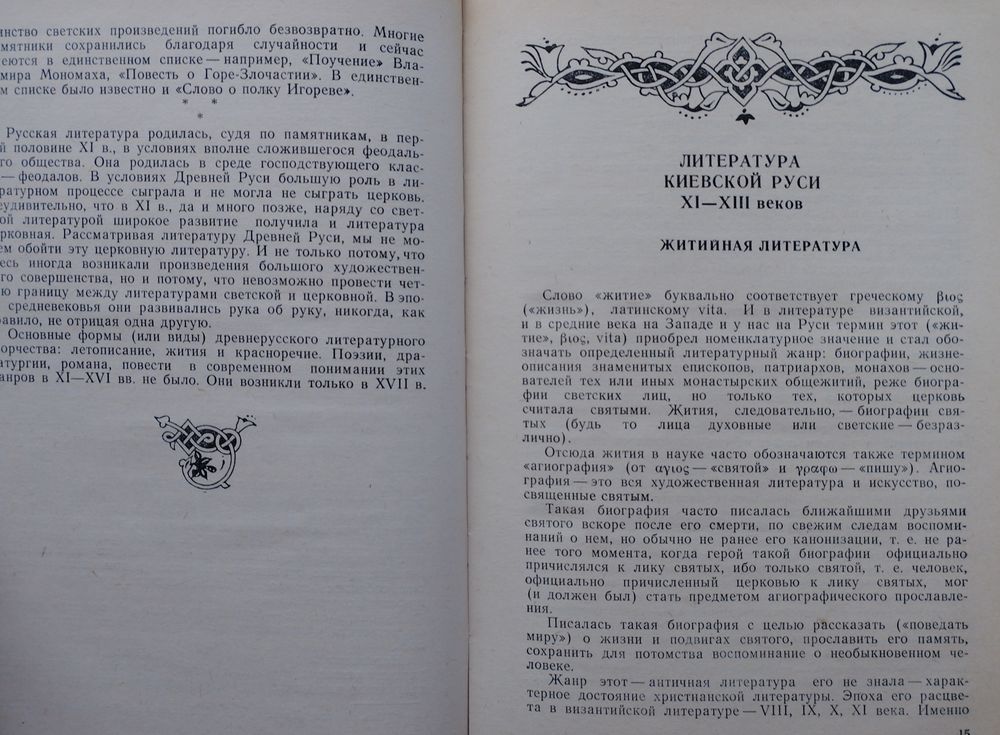 инство светских произведений погибло безвозвратно. Многие
мятники сохранились благодаря случайности и сейчас
еются в единственном списке — например, «Поучение» Вла-
мира Мономаха, «Повесть о Горе-Злочастии». В единствен-
м списке было известно и «Слово о полку Игореве».
* *
*
Русская литература родилась, судя по памятникам, в пер-
й половине XI в., в условиях вполне сложившегося феодаль-
го общества. Она родилась в среде господствующего клас-
— феодалов. В условиях Древней Руси большую роль в ли-
ратурном процессе сыграла и не могла не сыграть церковь.
еудивительно, что в XI в., да и много позже, наряду со свет-
ой литературой широкое развитие получила и литература
рковная. Рассматривая литературу Древней Руси, мы не мо-
ем обойти эту церковную литературу. И не только потому, что
есь иногда возникали произведения большого художествен-
го совершенства, но и потому, что невозможно провести чет-
ю границу между литературами светской и церковной. В эпо-
средневековья они развивались рука об руку, никогда, как
равило, не отрицая одна другую.
Основные формы (или виды) древнерусского литературного
орчества: летописание, жития и красноречие. Поэзии, дра-
атургии, романа, повести в современном понимании этих
анров в XI—XVI вв. не было. Они возникли только в XVII в.
ЛИТЕРАТУРА
КИЕВСКОЙ РУСИ
XI—XIII веков
ЖИТИЙНАЯ ЛИТЕРАТУРА
Слово «житие» буквально соответствует греческому βιος
(«жизнь»), латинскому vita. И в литературе византийской,
и в средние века на Западе и у нас на Руси термин этот («жи-
тие», βιος, vita) приобрел номенклатурное значение и стал обо-
значать определенный литературный жанр: биографии, жизне-
описания знаменитых епископов, патриархов, монахов — осно-
вателей тех или иных монастырских общежитий, реже биогра-
фии светских лиц, но только тех, которых церковь
считала святыми. Жития, следовательно, — биографии свя-
тых (будь то лица духовные или светские — безраз-
лично).
Отсюда жития в науке часто обозначаются также термином
«агиография» (от αγιος — «святой» и γραφω — «пишу»). Агио-
графия — это вся художественная литература и искусство, по-
священные святым.
Такая биография часто писалась ближайшими друзьями
святого вскоре после его смерти, по свежим следам воспоми-
наний о нем, но обычно не ранее его канонизации, т. е. не ра-
нее того момента, когда герой такой биографии официально
причислялся к лику святых, ибо только святой, т. е. человек,
официально причисленный церковью к лику святых, мог
(и должен был) стать предметом агиографического прославле-
ния.
Писалась такая биография с целью рассказать («поведать
миру») о жизни и подвигах святого, прославить его память,
сохранить для потомства воспоминание о необыкновенном че-
ловеке.
Жанр этот — античная литература его не знала — харак-
терное достояние христианской литературы. Эпоха его расцве-
та в византийской литературе — VIII, IX, X, XI века. Именно
15